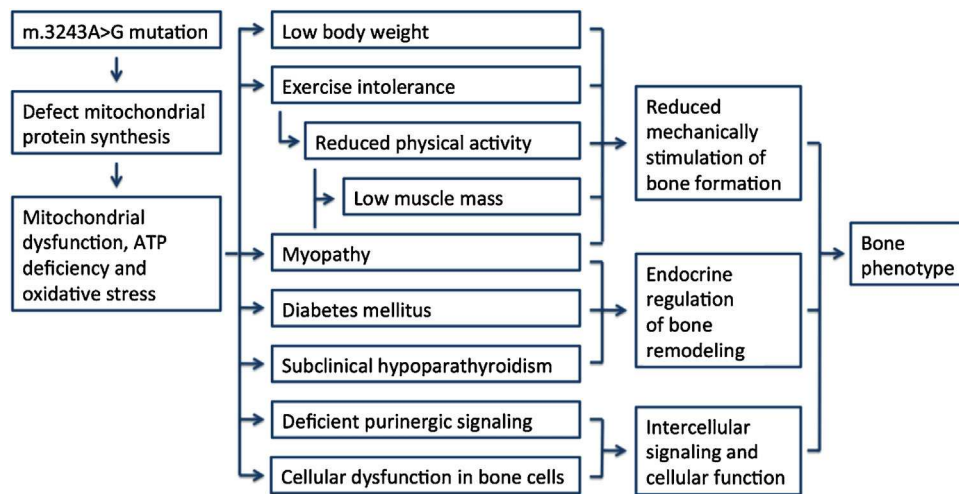 m.3243A>G mutation
Defect mitochondrial
protein synthesis
Mitochondrial
dysfunction, ATP
deficiency and
oxidative stress
Low body weight
Exercise intolerance
Reduced physical activity
Low muscle mass
Myopathy
Diabetes mellitus
Subclinical hypoparathyroidism
Deficient purinergic signaling
Cellular dysfunction in bone cells
Reduced
mechanically
stimulation of
bone formation
Endocrine
regulation
of bone
remodeling
Intercellular
signaling and
cellular function
Bone
phenotype